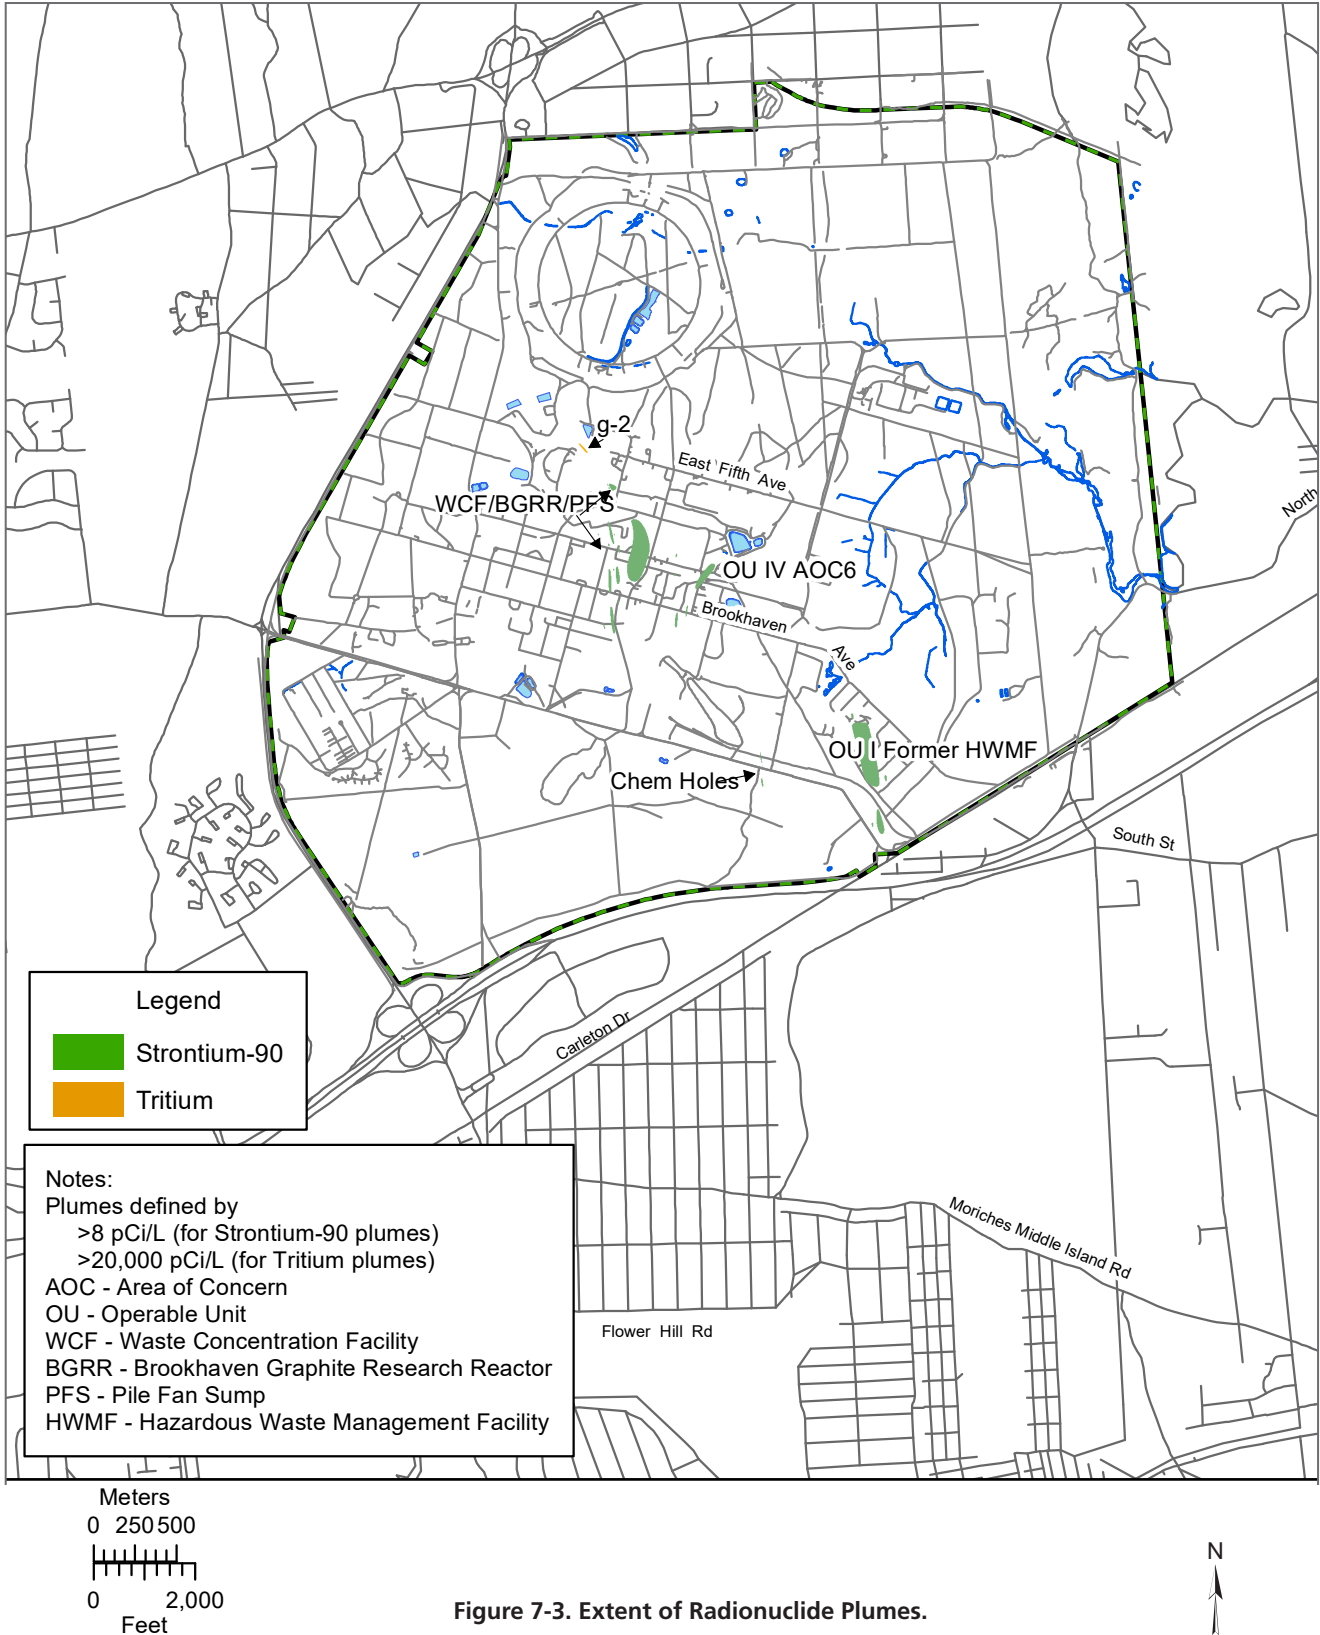 g-2
East Fifth Ave
WCF/BGRR/PFS
OU IV AOC6
Brookhaven
Ave
North
OU I Former HWMF
Chem Holes
South St
Legend
Strontium-90
Tritium
Carleton Dr
Notes:
Plumes defined by
>8 pCi/L (for Strontium-90 plumes)
>20,000 pCi/L (for Tritium plumes)
AOC - Area of Concern
OU - Operable Unit
WCF - Waste Concentration Facility
BGRR - Brookhaven Graphite Research Reactor
PFS - Pile Fan Sump
HWMF - Hazardous Waste Management Facility
Moriches Middle Island Rd
Flower Hill Rd
Meters
0 250 500
0 2,000
Feet
N
Figure 7-3. Extent of Radionuclide Plumes.